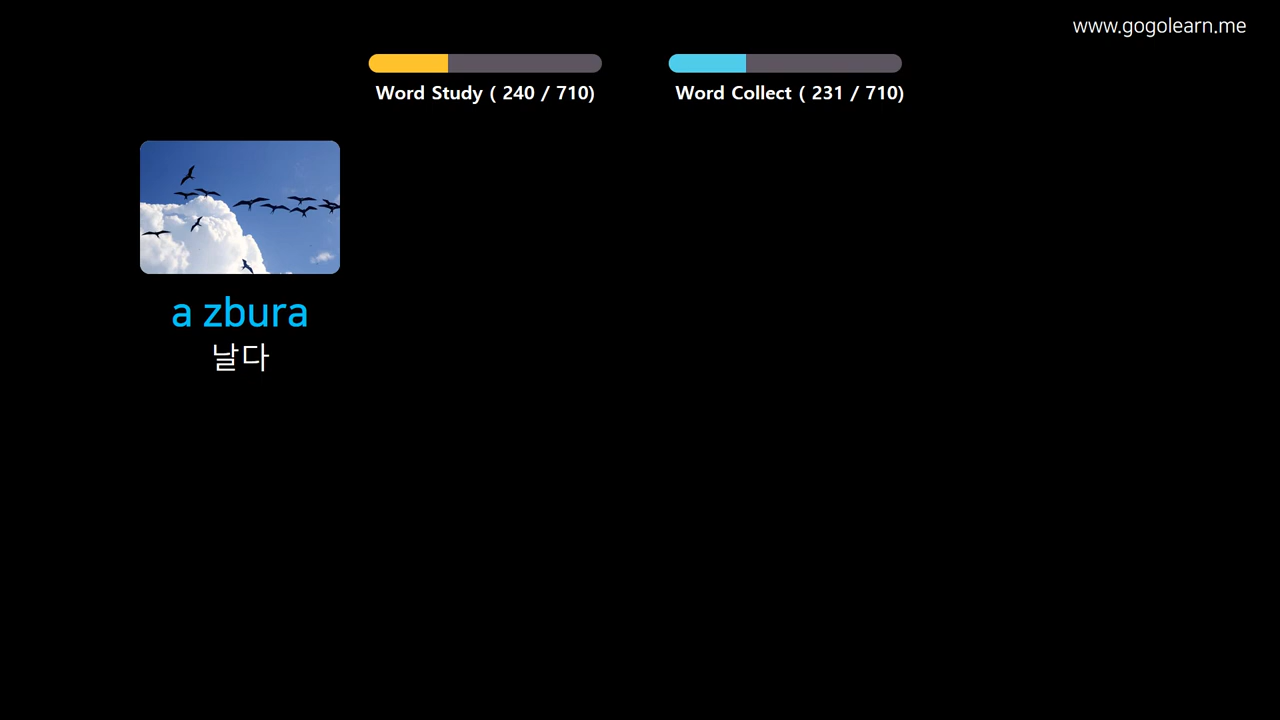 www.gogolearn.me
Word Study ( 240 / 710)
Word Collect ( 231 / 710)
a zbura
날다